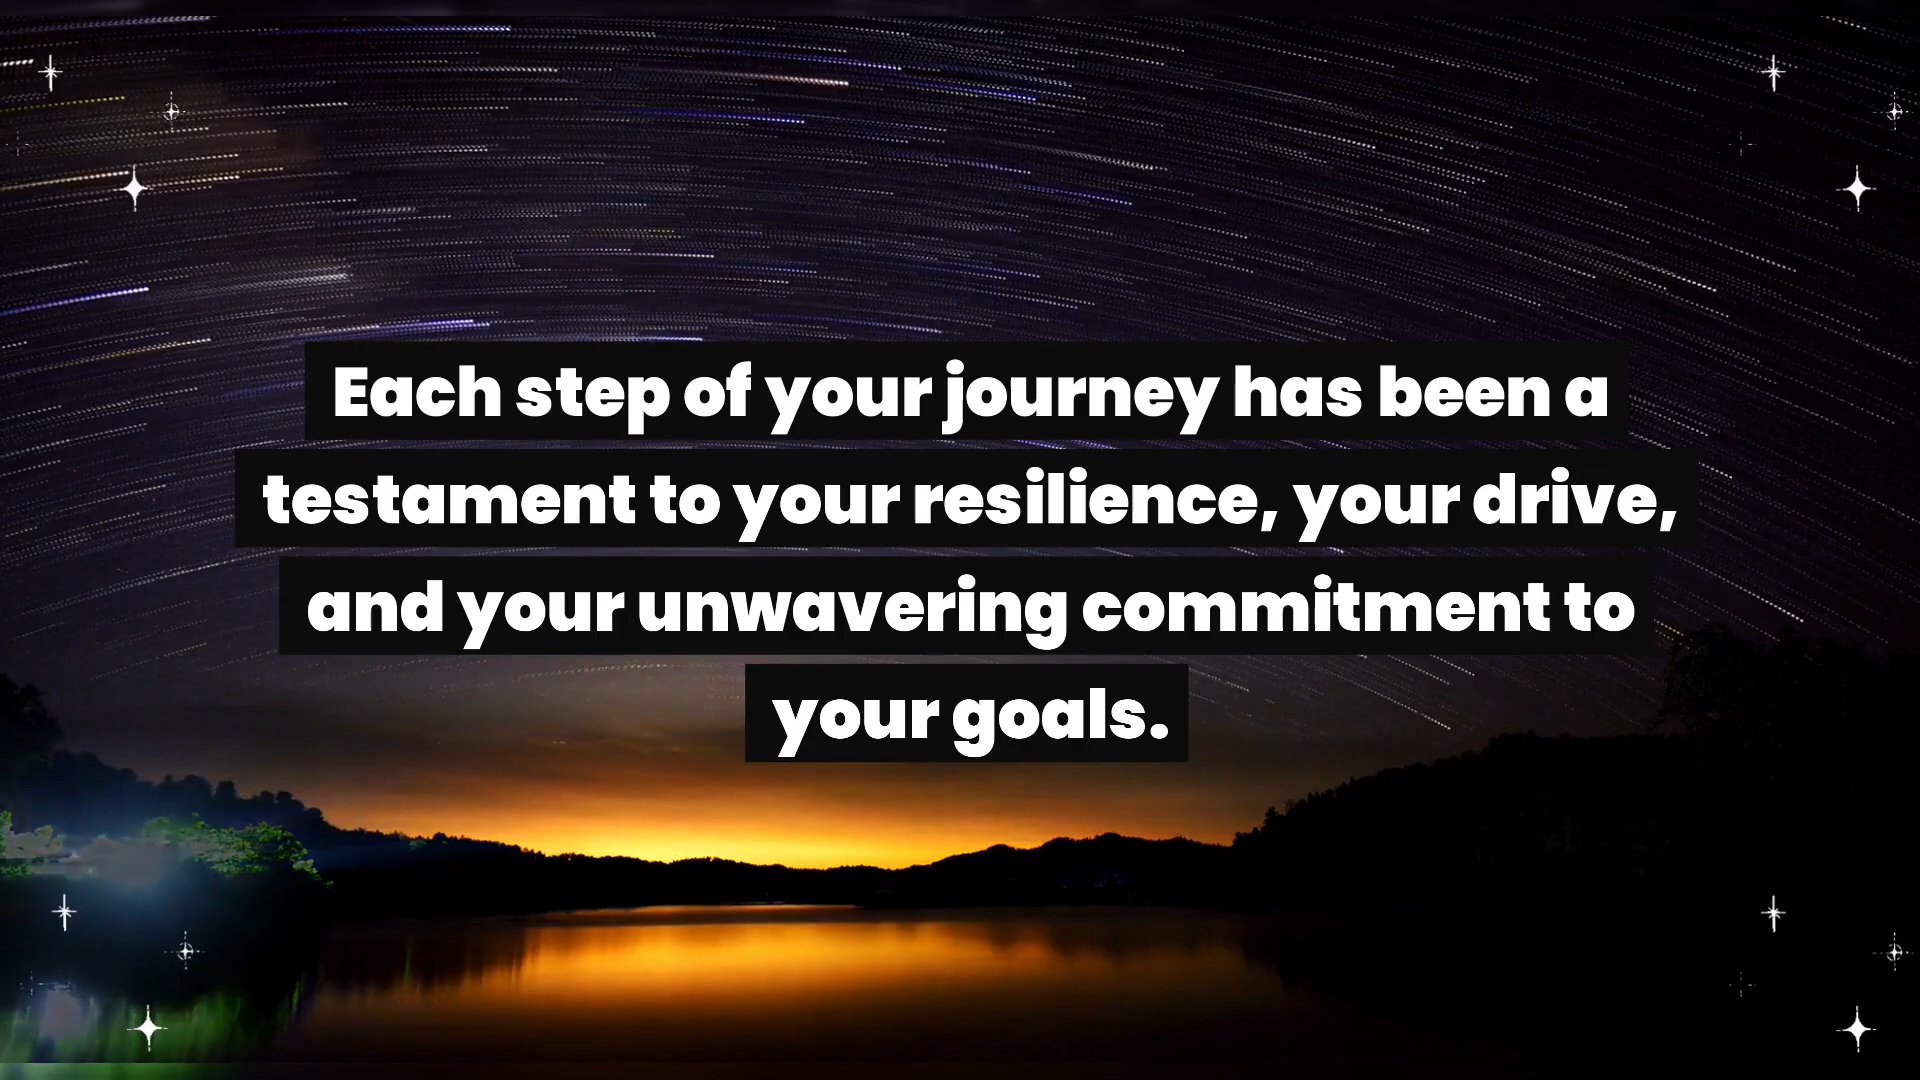 Each step of your journey has been a
testament to your resilience, your drive,
and your unwavering commitment to
your goals.